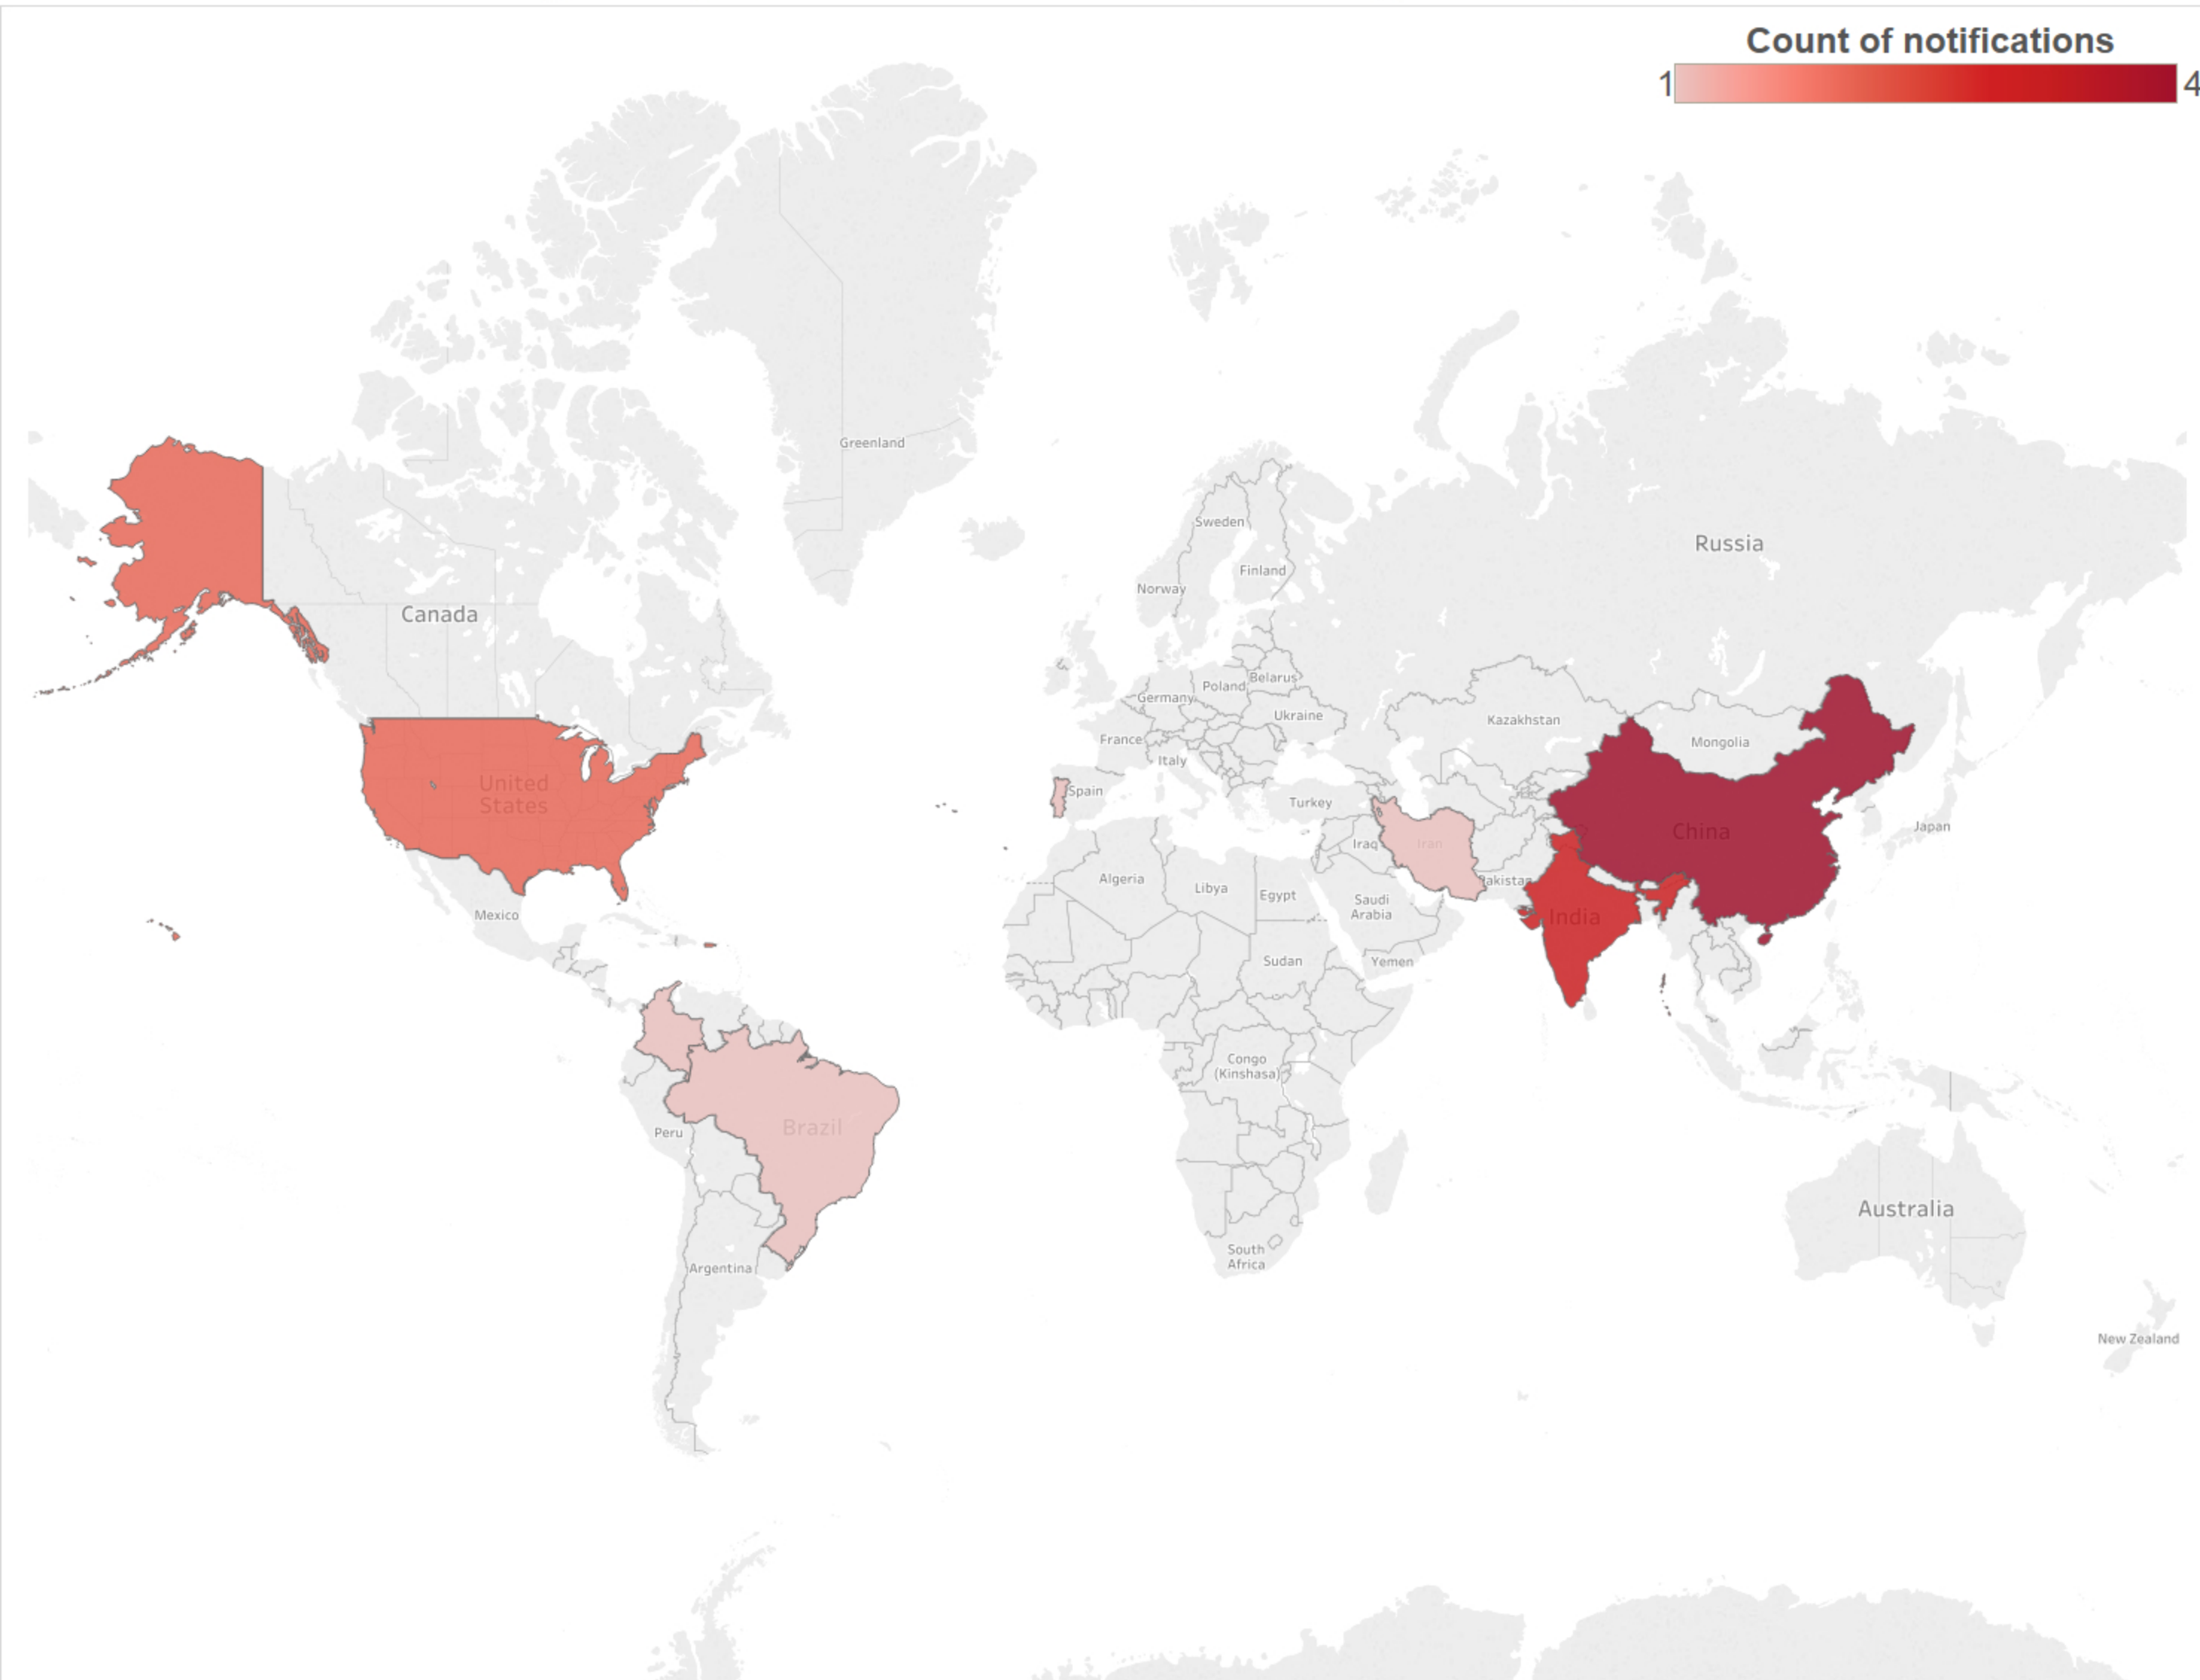 Count of notifications
1 4
Greenland
Sweden
Russia
Finland
Norway
Canada
Belarus
Poland
Germany
Ukraine
Kazakhstan
France
Mongolia
Italy
United
States
Spain
Turkey
Japan
China
Iraq
Iran
Algeria
Pakistan
Libya
Egypt
Saudi
Arabia
Mexico
India
Sudan
Yemen
Congo
(Kinshasa)
Brazil
Peru
Australia
South
Africa
Argentina
New Zealand